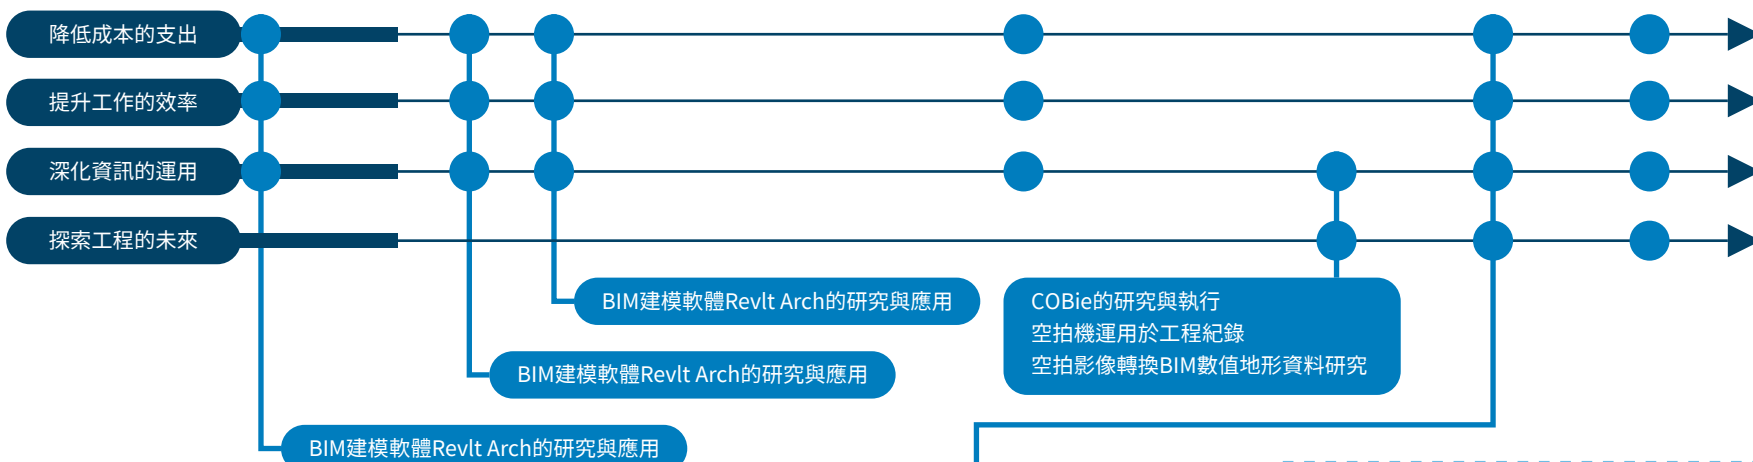 降低成本的支出
提升工作的效率
深化資訊的運用
探索工程的未來
BIM建模軟體Revlt Arch的研究與應用
COBie的研究與執行
空拍機運用於工程紀錄
空拍影像轉換BIM數值地形資料研究
BIM建模軟體Revlt Arch的研究與應用
BIM建模軟體Revlt Arch的研究與應用